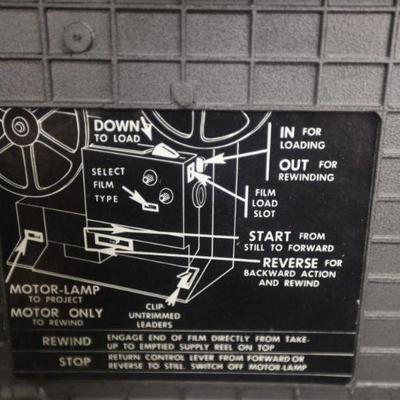 DOWN
TO LOAD
IN FOR
LOADING
OUT FOR
REWINDING
SELECT
FILM
TYPE
FILM
LOAD
SLOT
START FROM
STILL TO FORWARD
REVERSE FOR
BACKWARD ACTION
AND REWIND
MOTOR-LAMP
TO PROJECT
MOTOR ONLY
TO REWIND
CLIP
UNTRIMMED
LEADERS
REWIND ENGAGE END OF FILM DIRECTLY FROM TAKE-
UP TO EMPTIED SUPPLY REEL ON TOP
STOP RETURN CONTROL LEVER FROM FORWARD OR
REVERSE TO STILL. SWITCH OFF MOTOR-LAMP